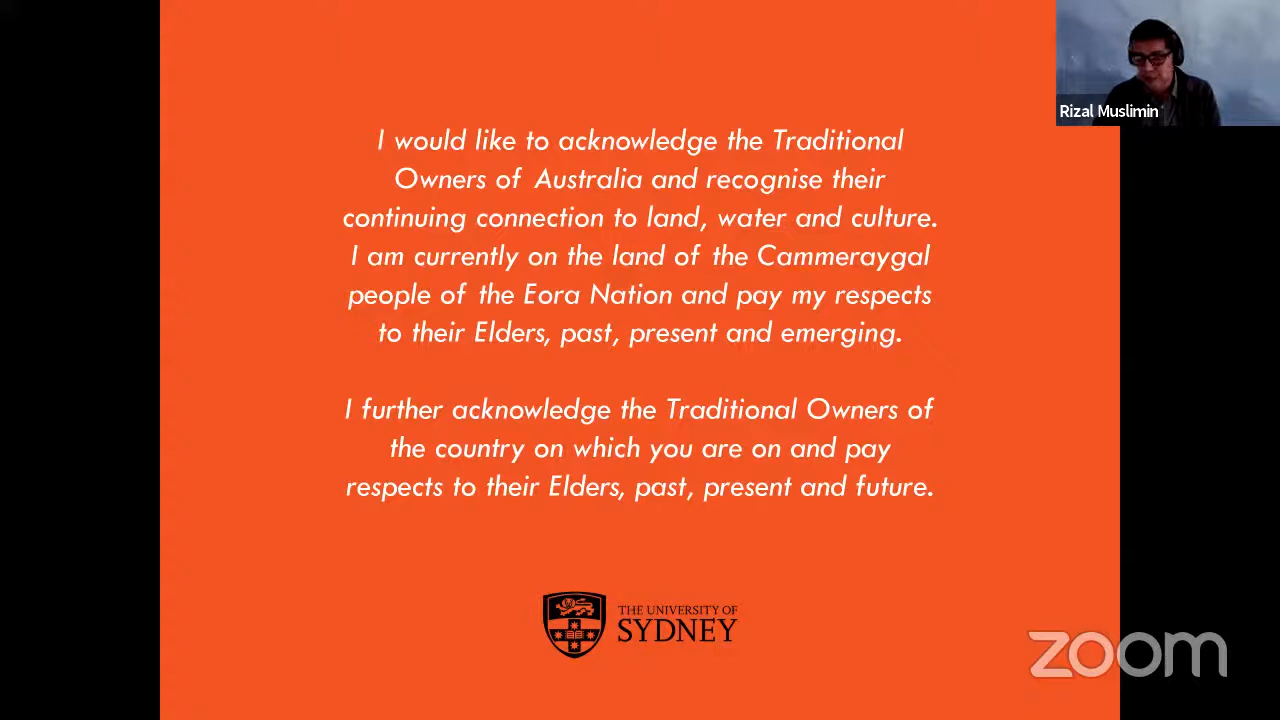 Rizal Muslimin
I would like to acknowledge the Traditional
Owners of Australia and recognise their
continuing connection to land, water and culture.
I am currently on the land of the Cammeraygal
people of the Eora Nation and pay my respects
to their Elders, past, present and emerging.
I further acknowledge the Traditional Owners of
the country on which you are on and pay
respects to their Elders, past, present and future.
THE UNIVERSITY OF
SYDNEY
zoom